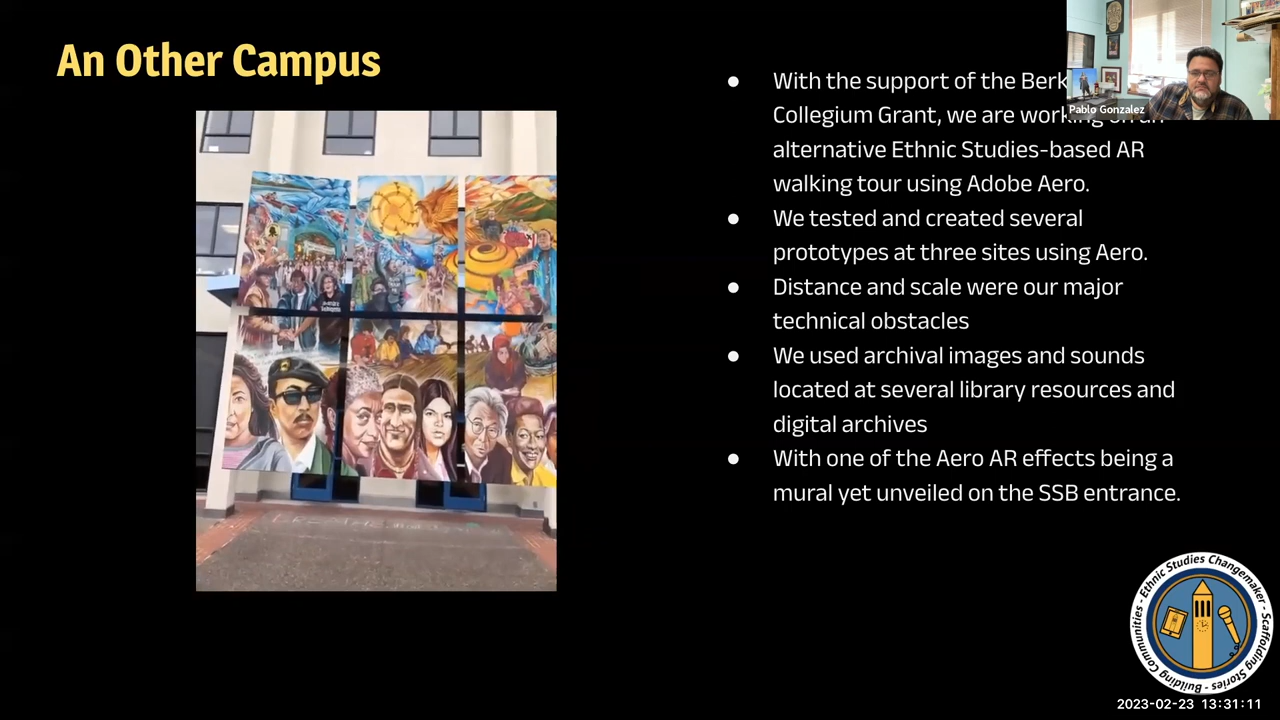 An Other Campus
● With the support of the Berk
Collegium Grant, we are working on an
alternative Ethnic Studies-based AR
walking tour using Adobe Aero.
● We tested and created several
prototypes at three sites using Aero.
● Distance and scale were our major
technical obstacles
● We used archival images and sounds
located at several library resources and
digital archives
● With one of the Aero AR effects being a
mural yet unveiled on the SSB entrance.
Pablo Gonzalez
Ethnic Studies Changemaker - Scaffolding Stories - Building Communities -
2023-02-23 13:31:11